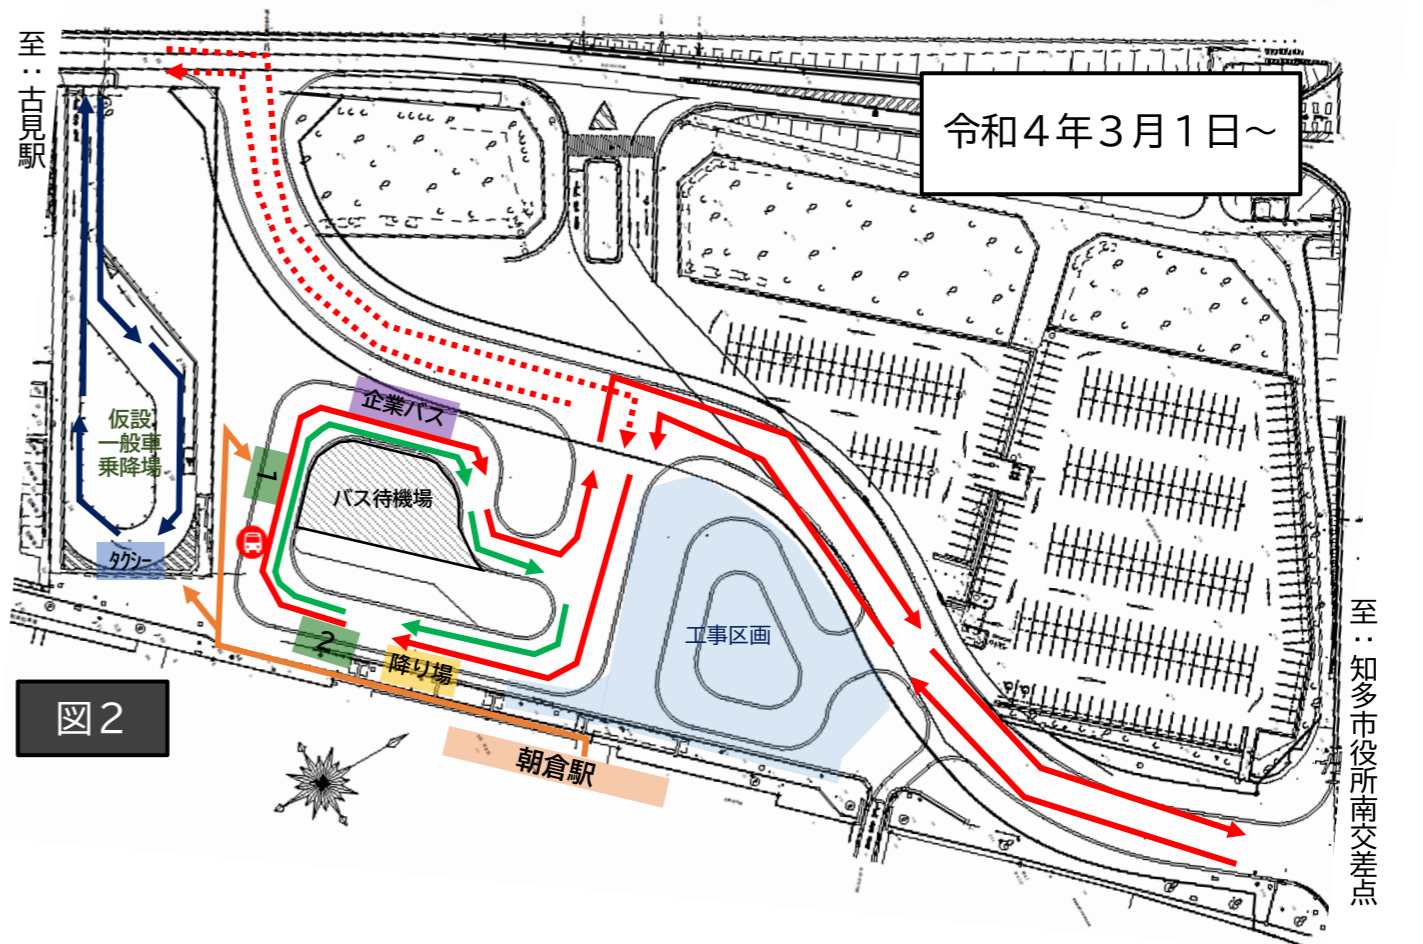 至：古見駅
令和４年３月１日～
企業バス
仮設
一般車
乗降場
1
バス待機場
タクシー
工事区画
2
降り場
図２
朝倉駅
至：知多市役所南交差点